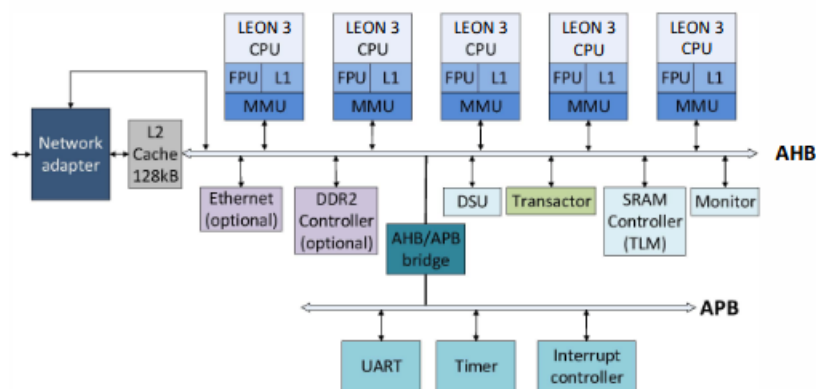 LEON 3
CPU
FPU L1
MMU
LEON 3
CPU
FPU L1
MMU
LEON 3
CPU
FPU L1
MMU
LEON 3
CPU
FPU L1
MMU
LEON 3
CPU
FPU L1
MMU
Network
adapter
L2
Cache
128kB
AHB
Ethernet
(optional)
DDR2
Controller
(optional)
AHB/APB
bridge
DSU
Transactor
SRAM
Controller
(TLM)
Monitor
APB
UART
Timer
Interrupt
controller